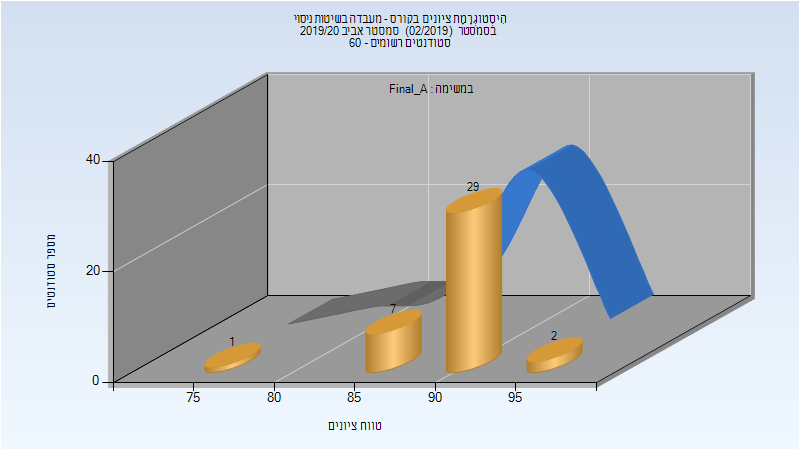 היסטוגרמת ציונים בקורס - מעבדה בשיטות ניסוי
בסמסטר (02/2019) סמסטר אביב 2019/20
סטודנטים רשומים - 60
במשימה : Final_A
40
20
0
מספר סטודנטים
1
7
29
2
75
80
85
90
95
טווח ציונים